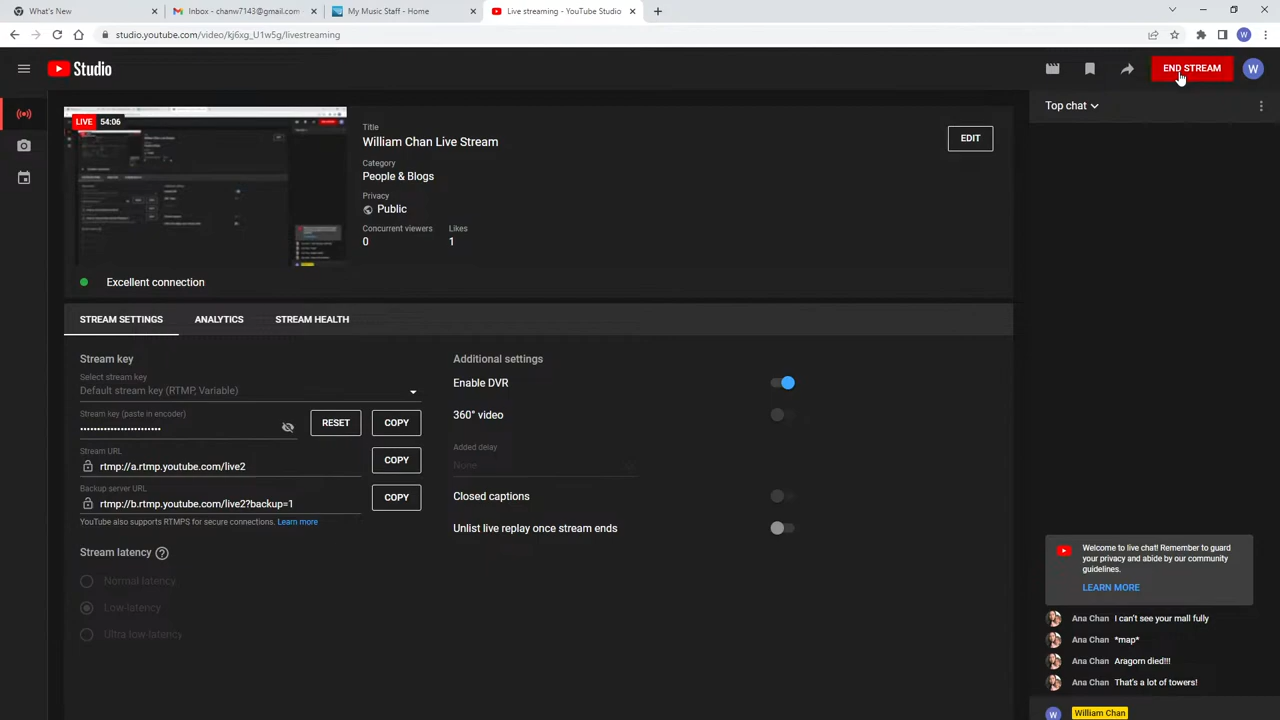 What's New
Inbox - chanw7143@gmail.com
My Music Staff - Home
Live streaming - YouTube Studio
studio.youtube.com/video/kj6xg_U1w5g/livestreaming
W
Studio
END STREAM
W
LIVE 54:06
Title
William Chan Live Stream
Category
People & Blogs
Privacy
Public
Concurrent viewers Likes
0 1
EDIT
Excellent connection
STREAM SETTINGS ANALYTICS STREAM HEALTH
Stream key
Select stream key
Default stream key (RTMP, Variable)
Stream key (paste in encoder)
•••••••••••••••••••••••• RESET COPY
Stream URL
rtmp://a.rtmp.youtube.com/live2 COPY
Backup server URL
rtmp://b.rtmp.youtube.com/live2?backup=1 COPY
YouTube also supports RTMPS for secure connections. Learn more
Stream latency ?
Normal latency
Low-latency
Ultra low-latency
Additional settings
Enable DVR
360° video
Added delay
None
Closed captions
Unlist live replay once stream ends
Top chat
Welcome to live chat! Remember to guard
your privacy and abide by our community
guidelines.
LEARN MORE
Ana Chan I can't see your mall fully
Ana Chan *map*
Ana Chan Aragorn died!!!
Ana Chan That's a lot of towers!
W William Chan